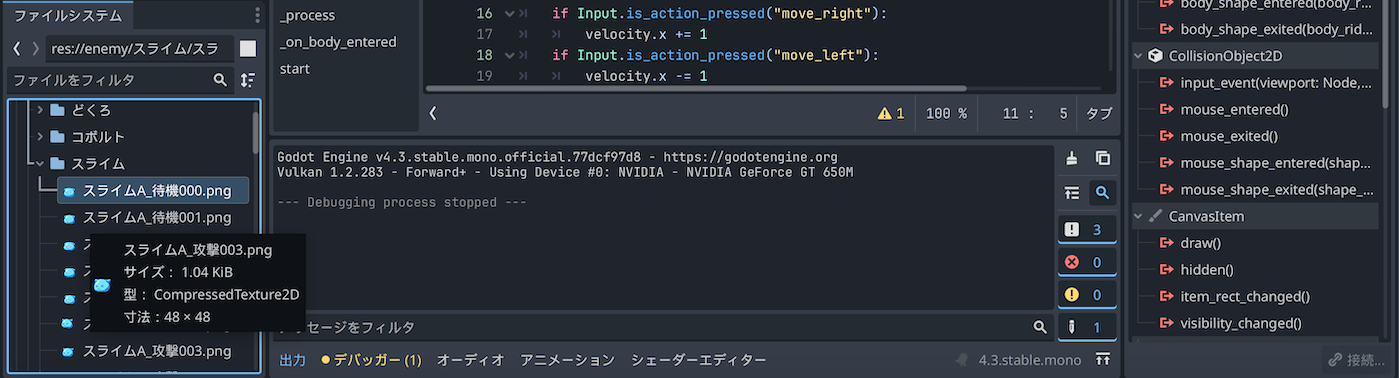 ファイルシステム
res://enemy/スライム/スラ
ファイルをフィルタ
どくろ
コボルト
スライム
スライムA_待機000.png
スライムA_待機001.png
スライムA_攻撃003.png
サイズ： 1.04 KiB
型： CompressedTexture2D
寸法：48 × 48
スライムA_攻撃003.png
_process
_on_body_entered
start
16 if Input.is_action_pressed("move_right"):
17 velocity.x += 1
18 if Input.is_action_pressed("move_left"):
19 velocity.x -= 1
1 100 % 11 : 5 タブ
Godot Engine v4.3.stable.mono.official.77dcf97d8 - https://godotengine.org
Vulkan 1.2.283 - Forward+ - Using Device #0: NVIDIA - NVIDIA GeForce GT 650M
--- Debugging process stopped ---
3
0
0
1
セージをフィルタ
出力 デバッガー (1) オーディオ アニメーション シェーダーエディター 4.3.stable.mono
body_shape_entered(body_r...
body_shape_exited(body_rid...
CollisionObject2D
input_event(viewport: Node,...
mouse_entered()
mouse_exited()
mouse_shape_entered(shap...
mouse_shape_exited(shape_...
CanvasItem
draw()
hidden()
item_rect_changed()
visibility_changed()
接続...